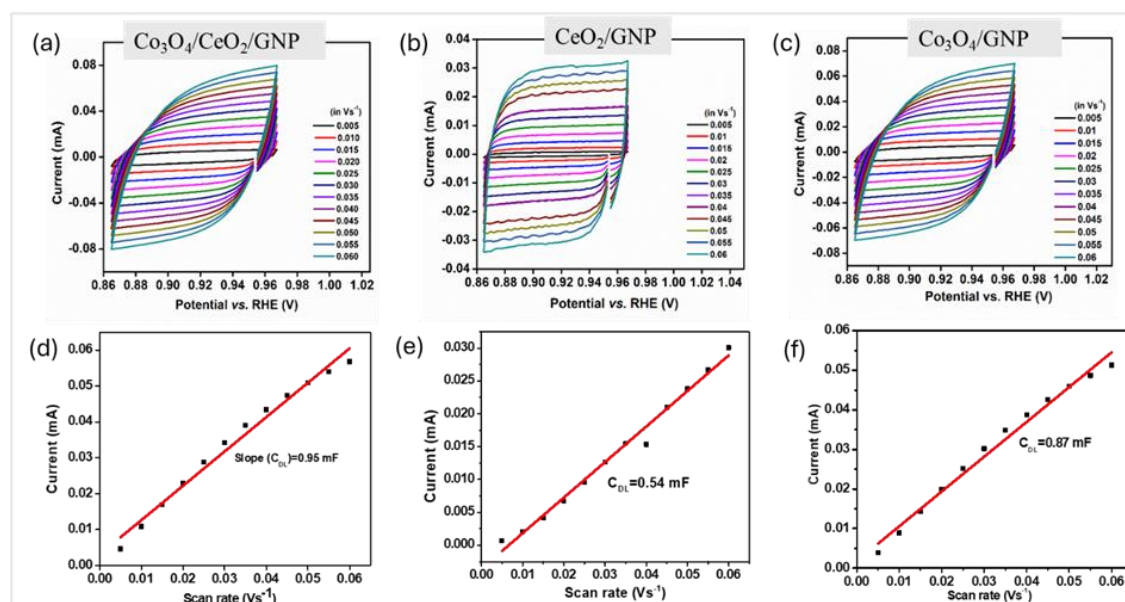 (a)
Co₃O₄/CeO₂/GNP
0.08
0.04
0.00
-0.04
-0.08
Current (mA)
(in Vs⁻¹)
0.005
0.010
0.015
0.020
0.025
0.030
0.035
0.040
0.045
0.050
0.055
0.060
0.86 0.88 0.90 0.92 0.94 0.96 0.98 1.00 1.02
Potential vs. RHE (V)
(b)
CeO₂/GNP
0.04
0.03
0.02
0.01
0.00
-0.01
-0.02
-0.03
-0.04
Current (mA)
(in Vs⁻¹)
0.005
0.01
0.015
0.02
0.025
0.03
0.035
0.04
0.045
0.05
0.055
0.06
0.86 0.88 0.90 0.92 0.94 0.96 0.98 1.00 1.02 1.04
Potential vs. RHE (V)
(c)
Co₃O₄/GNP
0.08
0.06
0.04
0.02
0.00
-0.02
-0.04
-0.06
-0.08
Current (mA)
(in Vs⁻¹)
0.005
0.01
0.015
0.02
0.025
0.03
0.035
0.04
0.045
0.05
0.055
0.06
0.86 0.88 0.90 0.92 0.94 0.96 0.98 1.00 1.02
Potential vs. RHE (V)
(d)
0.06
0.05
0.04
0.03
0.02
0.01
0.00
Current (mA)
Slope (C_DL)=0.95 mF
0.00 0.01 0.02 0.03 0.04 0.05 0.06
Scan rate (Vs⁻¹)
(e)
0.030
0.025
0.020
0.015
0.010
0.005
0.000
Current (mA)
C_DL=0.54 mF
0.00 0.01 0.02 0.03 0.04 0.05 0.06
Scan rate (Vs⁻¹)
(f)
0.06
0.05
0.04
0.03
0.02
0.01
0.00
Current (mA)
C_DL=0.87 mF
0.00 0.01 0.02 0.03 0.04 0.05 0.06
Scan rate (Vs⁻¹)